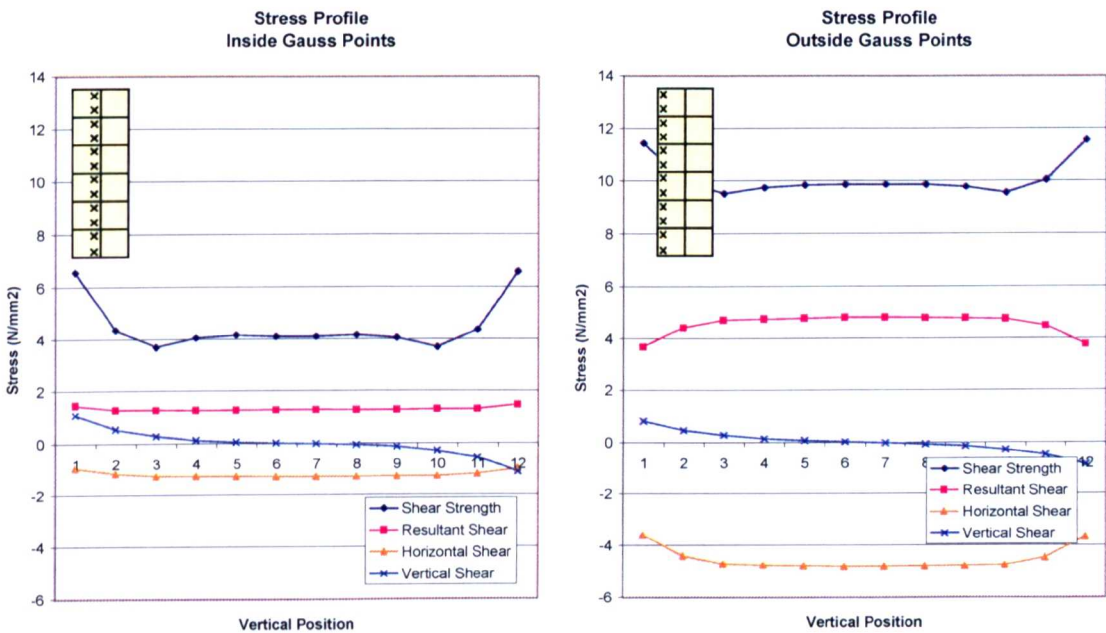 Stress Profile
Inside Gauss Points
14
12
10
8
6
4
2
0
-2
-4
-6
Stress (N/mm2)
1 2 3 4 5 6 7 8 9 10 11 12
Shear Strength
Resultant Shear
Horizontal Shear
Vertical Shear
Vertical Position
Stress Profile
Outside Gauss Points
14
12
10
8
6
4
2
0
-2
-4
-6
Stress (N/mm2)
1 2 3 4 5 6 7 8 12
Shear Strength
Resultant Shear
Horizontal Shear
Vertical Shear
Vertical Position